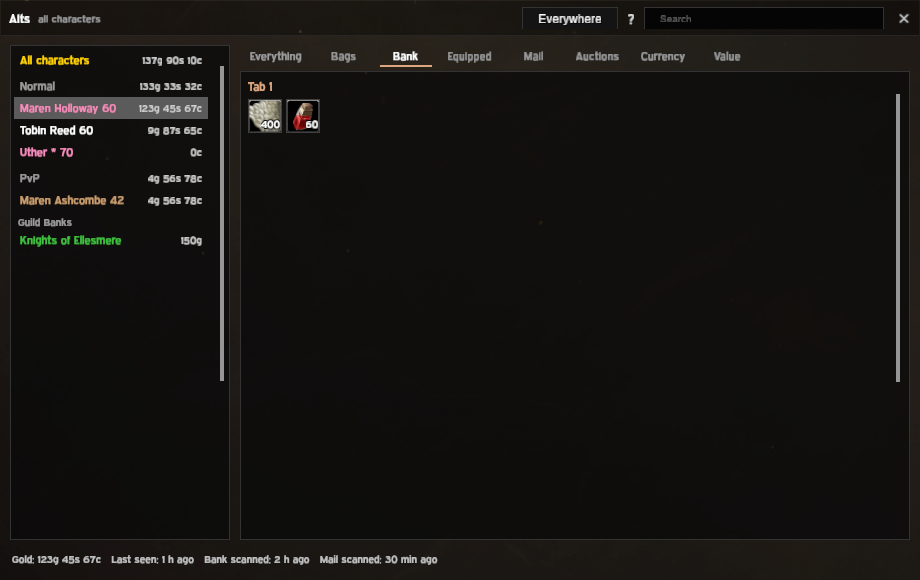 Alts all characters Everywhere ? Search ✕
All characters 137g 90s 10c
Normal 133g 33s 32c
Maren Holloway 60 123g 45s 67c
Tobin Reed 60 9g 87s 65c
Uther * 70 0c
PvP 4g 56s 78c
Maren Ashcombe 42 4g 56s 78c
Guild Banks
Knights of Ellesmere 150g
Everything Bags Bank Equipped Mail Auctions Currency Value
Tab 1
400 60
Gold: 123g 45s 67c Last seen: 1 h ago Bank scanned: 2 h ago Mail scanned: 30 min ago